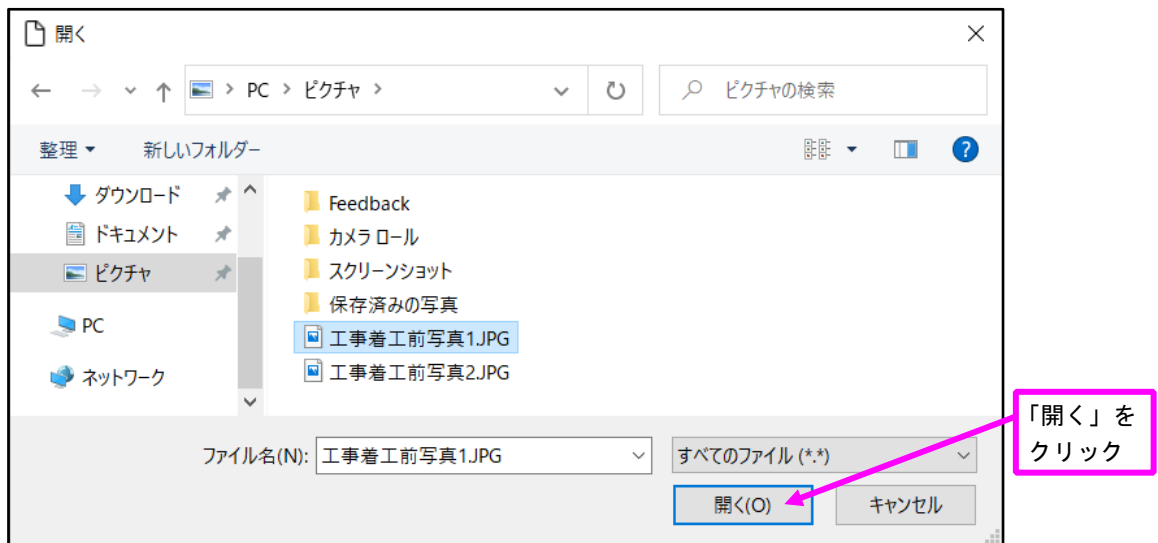 開く
PC > ピクチャ >
ピクチャの検索
整理
新しいフォルダー
ダウンロード
ドキュメント
ピクチャ
PC
ネットワーク
Feedback
カメラ ロール
スクリーンショット
保存済みの写真
工事着工前写真1.JPG
工事着工前写真2.JPG
ファイル名(N):
工事着工前写真1.JPG
すべてのファイル (*.*)
開く(O)
キャンセル
「開く」を
クリック